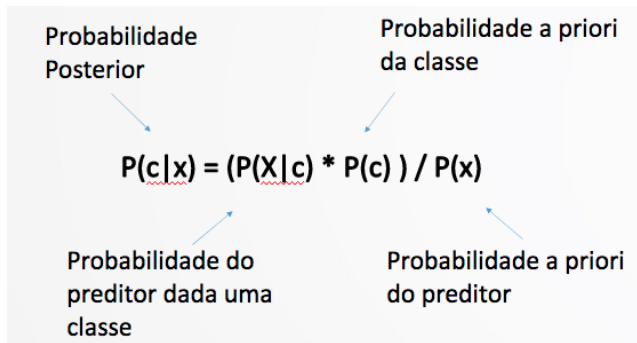 Probabilidade
Posterior
Probabilidade a priori
da classe
P(c|x) = (P(X|c) * P(c) ) / P(x)
Probabilidade do
preditor dada uma
classe
Probabilidade a priori
do preditor